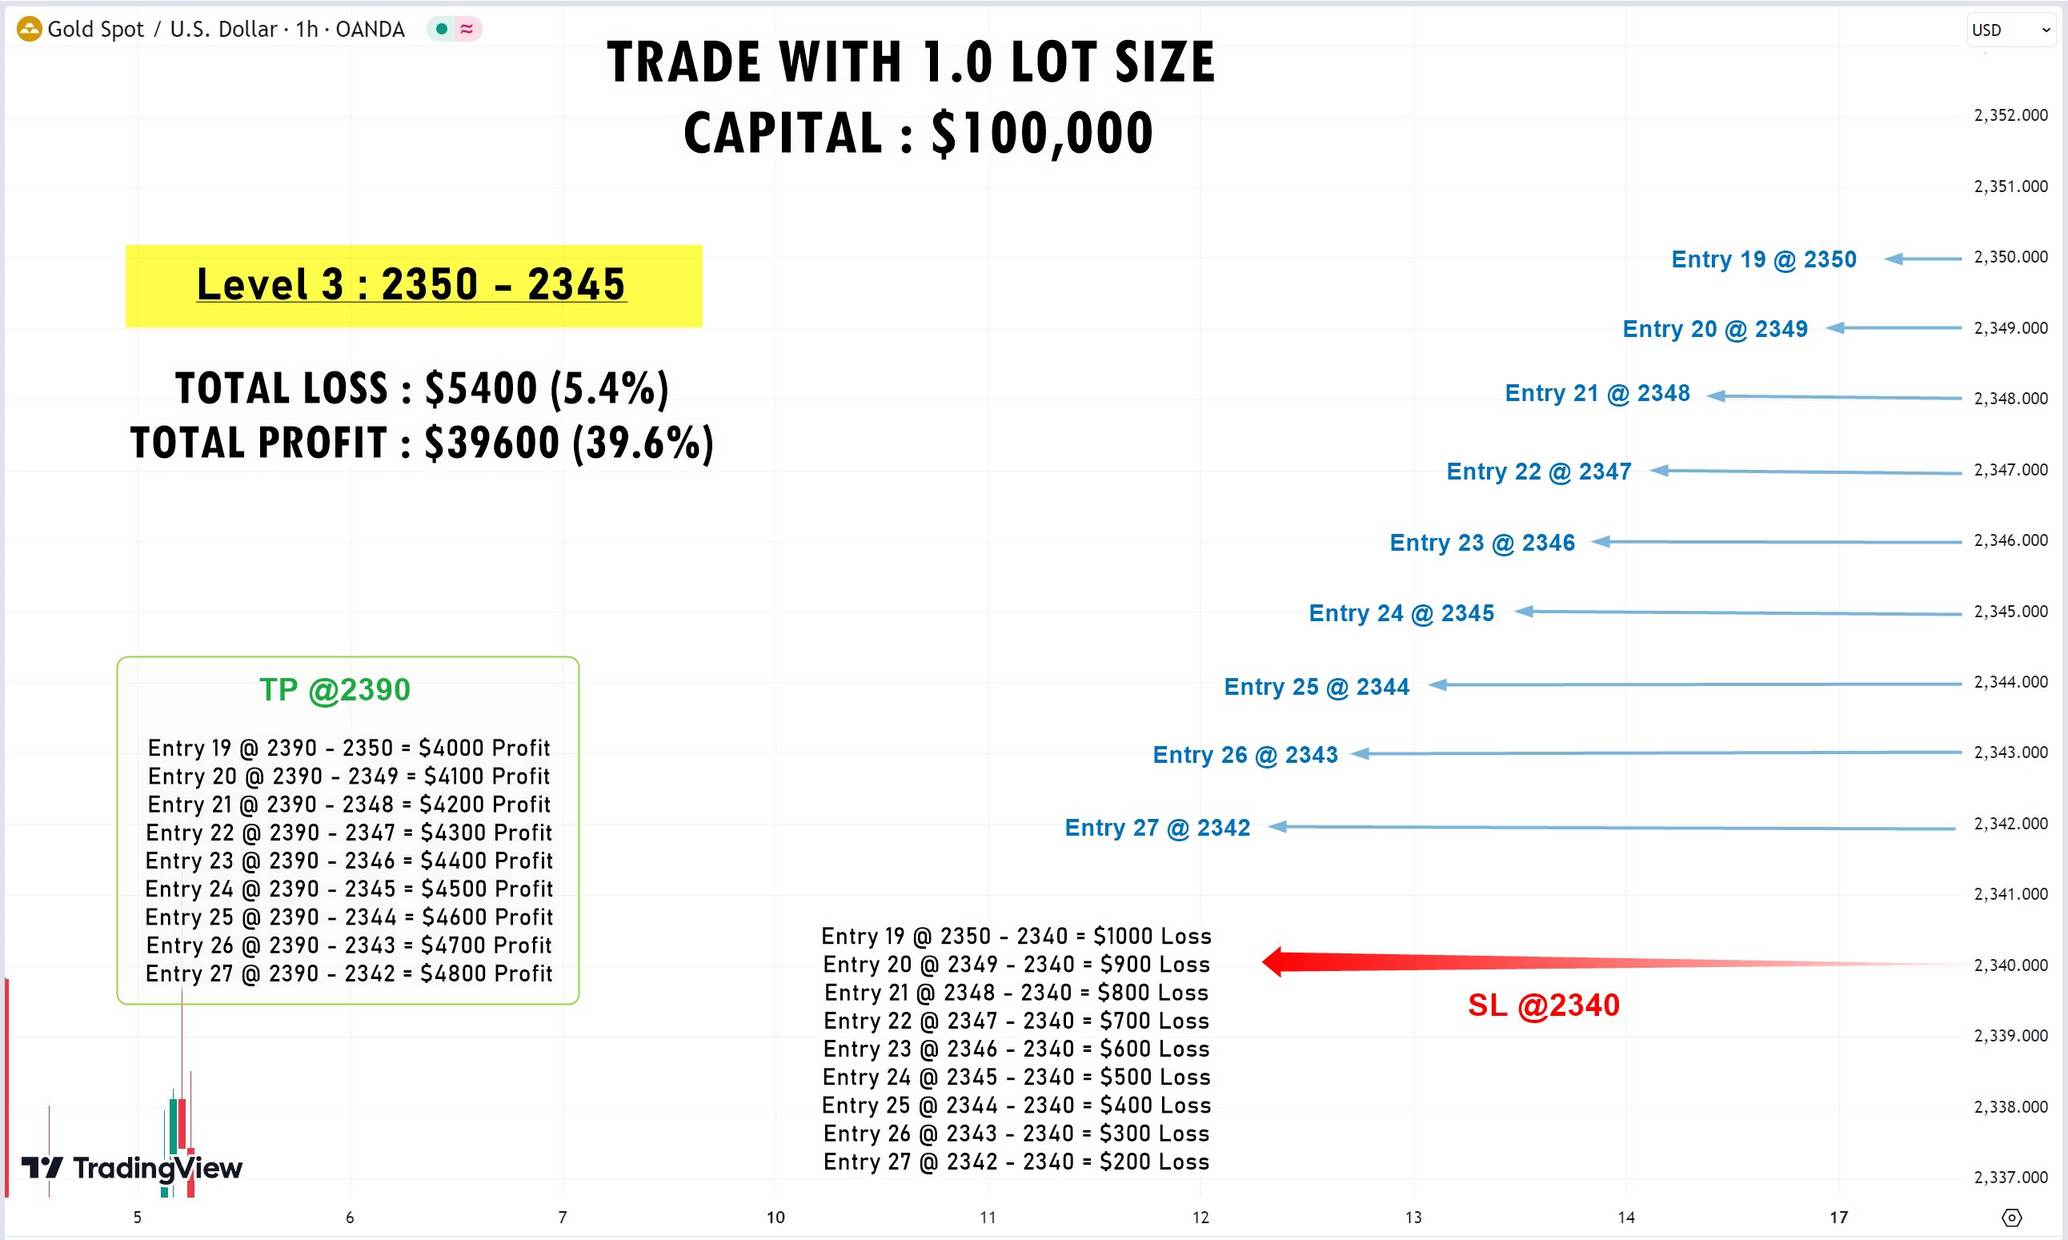 Gold Spot / U.S. Dollar · 1h · OANDA
≈
USD
TRADE WITH 1.0 LOT SIZE
CAPITAL : $100,000
Level 3 : 2350 - 2345
TOTAL LOSS : $5400 (5.4%)
TOTAL PROFIT : $39600 (39.6%)
Entry 19 @ 2350
Entry 20 @ 2349
Entry 21 @ 2348
Entry 22 @ 2347
Entry 23 @ 2346
Entry 24 @ 2345
Entry 25 @ 2344
Entry 26 @ 2343
Entry 27 @ 2342
TP @2390
Entry 19 @ 2390 - 2350 = $4000 Profit
Entry 20 @ 2390 - 2349 = $4100 Profit
Entry 21 @ 2390 - 2348 = $4200 Profit
Entry 22 @ 2390 - 2347 = $4300 Profit
Entry 23 @ 2390 - 2346 = $4400 Profit
Entry 24 @ 2390 - 2345 = $4500 Profit
Entry 25 @ 2390 - 2344 = $4600 Profit
Entry 26 @ 2390 - 2343 = $4700 Profit
Entry 27 @ 2390 - 2342 = $4800 Profit
Entry 19 @ 2350 - 2340 = $1000 Loss
Entry 20 @ 2349 - 2340 = $900 Loss
Entry 21 @ 2348 - 2340 = $800 Loss
Entry 22 @ 2347 - 2340 = $700 Loss
Entry 23 @ 2346 - 2340 = $600 Loss
Entry 24 @ 2345 - 2340 = $500 Loss
Entry 25 @ 2344 - 2340 = $400 Loss
Entry 26 @ 2343 - 2340 = $300 Loss
Entry 27 @ 2342 - 2340 = $200 Loss
SL @2340
2,352.000
2,351.000
2,350.000
2,349.000
2,348.000
2,347.000
2,346.000
2,345.000
2,344.000
2,343.000
2,342.000
2,341.000
2,340.000
2,339.000
2,338.000
2,337.000
TradingView
5 6 7 10 11 12 13 14 17